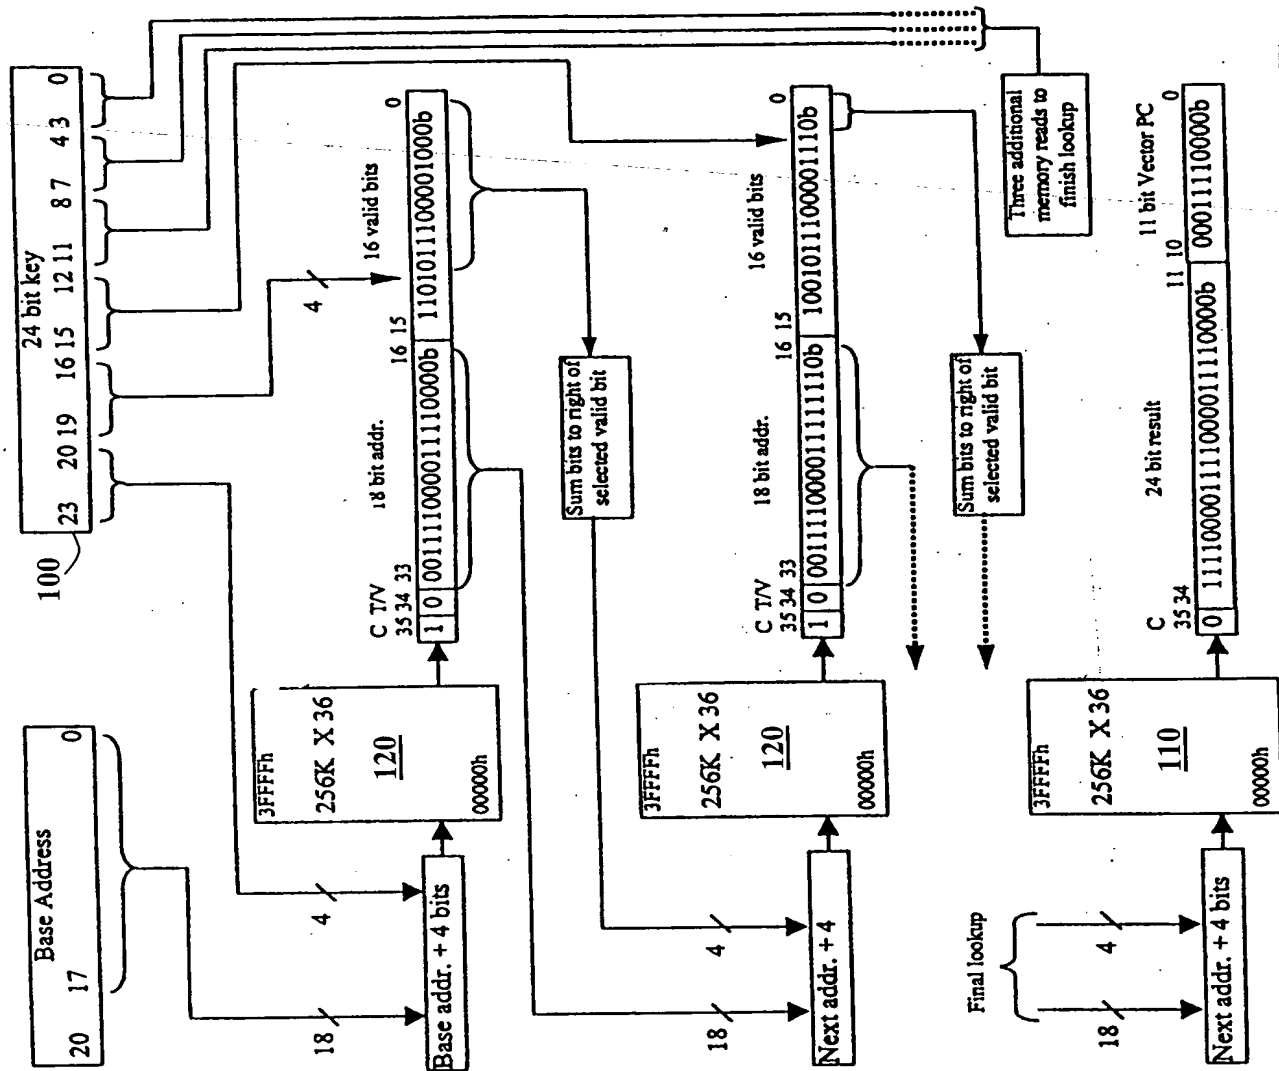 Base Address
20 17 0
24 bit key
23 20 19 16 15 12 11 8 7 4 3 0
100
18
4
4
Base addr. + 4 bits
3FFFFh
256K X 36
120
00000h
C T/V 18 bit addr. 16 valid bits
35 34 33 16 15 0
1 0 001111000011110000b 1101011100001000b
Sum bits to right of
selected valid bit
18
4
Next addr. + 4
3FFFFh
256K X 36
120
00000h
C T/V 18 bit addr. 16 valid bits
35 34 33 16 15 0
1 0 001111000011111110b 1001011100001110b
Sum bits to right of
selected valid bit
Three additional
memory reads to
finish lookup
Final lookup
18
4
Next addr. + 4 bits
3FFFFh
256K X 36
110
00000h
C 24 bit result 11 bit Vector PC
35 34 11 10 0
0 111100001111000011110000b 00011110000b